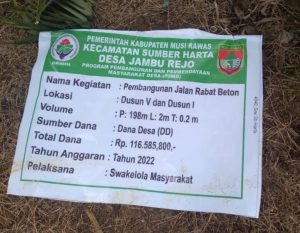 PEMERINTAH KABUPATEN MUSI RAWAS
KECAMATAN SUMBER HARTA
DESA JAMBU REJO
PROGRAM PEMBANGUNAN DAN PEMBERDAYAAN
MASYARAKAT DESA (P3MD)
Nama Kegiatan : Pembangunan Jalan Rabat Beton
Lokasi : Dusun V dan Dusun I
Volume : P: 198m L: 2m T: 0.2 m
Sumber Dana : Dana Desa (DD)
Total Dana : Rp, 116.585.800,-
Tahun Anggaran : Tahun 2022
Pelaksana : Swakelola Masyarakat